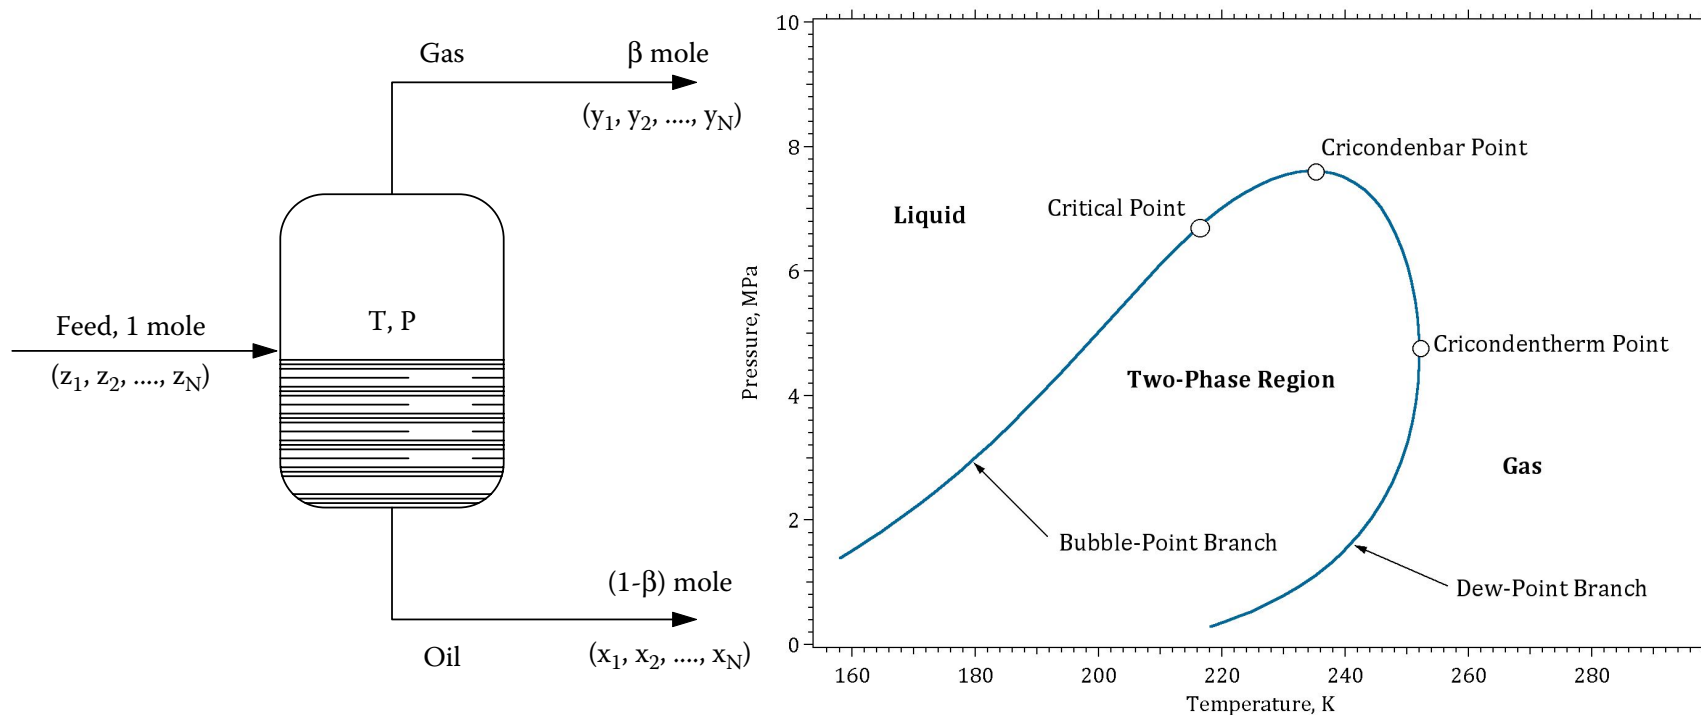 Gas
β mole
(y1, y2, ...., yN)
Feed, 1 mole
(z1, z2, ...., zN)
T, P
(1-β) mole
Oil
(x1, x2, ...., xN)
10
8
6
4
2
0
Pressure, MPa
Cricondenbar Point
Critical Point
Liquid
Cricondentherm Point
Two-Phase Region
Gas
Bubble-Point Branch
Dew-Point Branch
160 180 200 220 240 260 280
Temperature, K